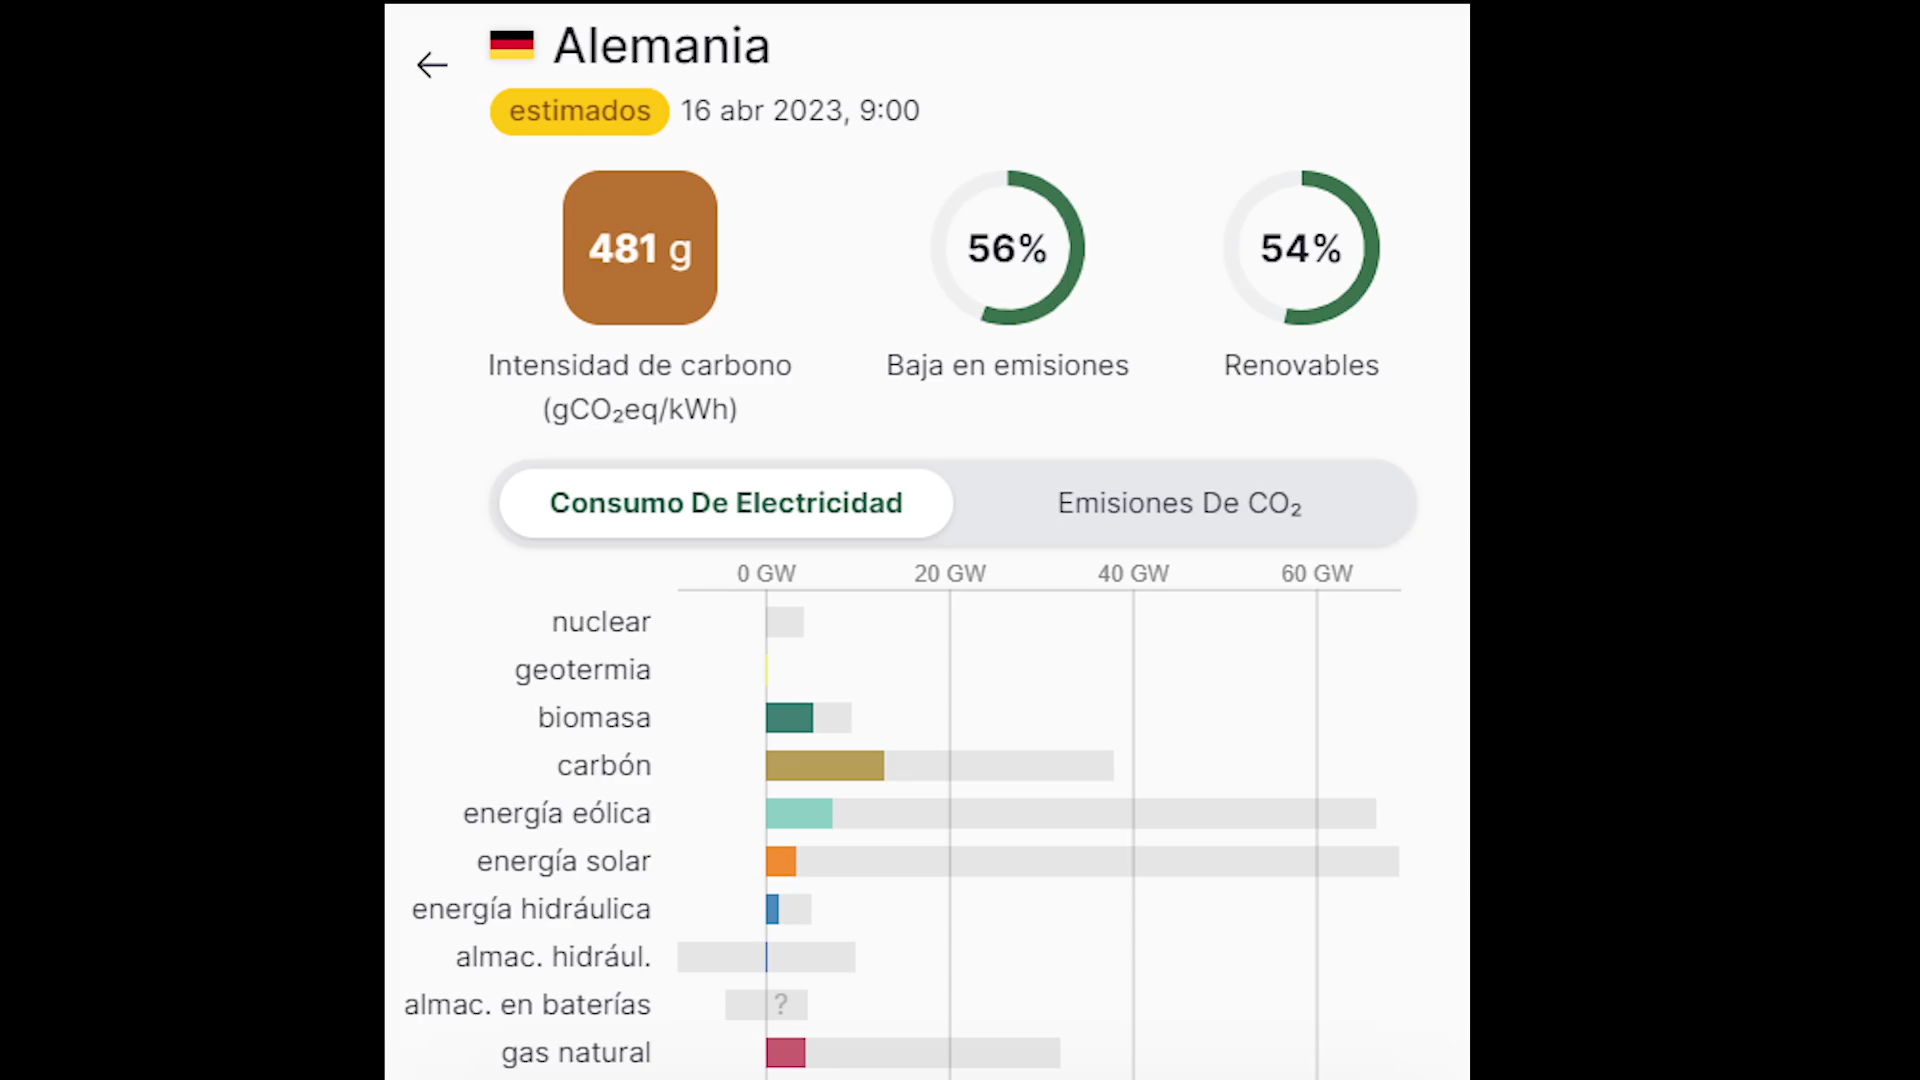 Alemania
estimados 16 abr 2023, 9:00
481 g
56%
54%
Intensidad de carbono
(gCO₂eq/kWh)
Baja en emisiones
Renovables
Consumo De Electricidad
Emisiones De CO₂
0 GW 20 GW 40 GW 60 GW
nuclear
geotermia
biomasa
carbón
energía eólica
energía solar
energía hidráulica
almac. hidrául.
almac. en baterías ?
gas natural